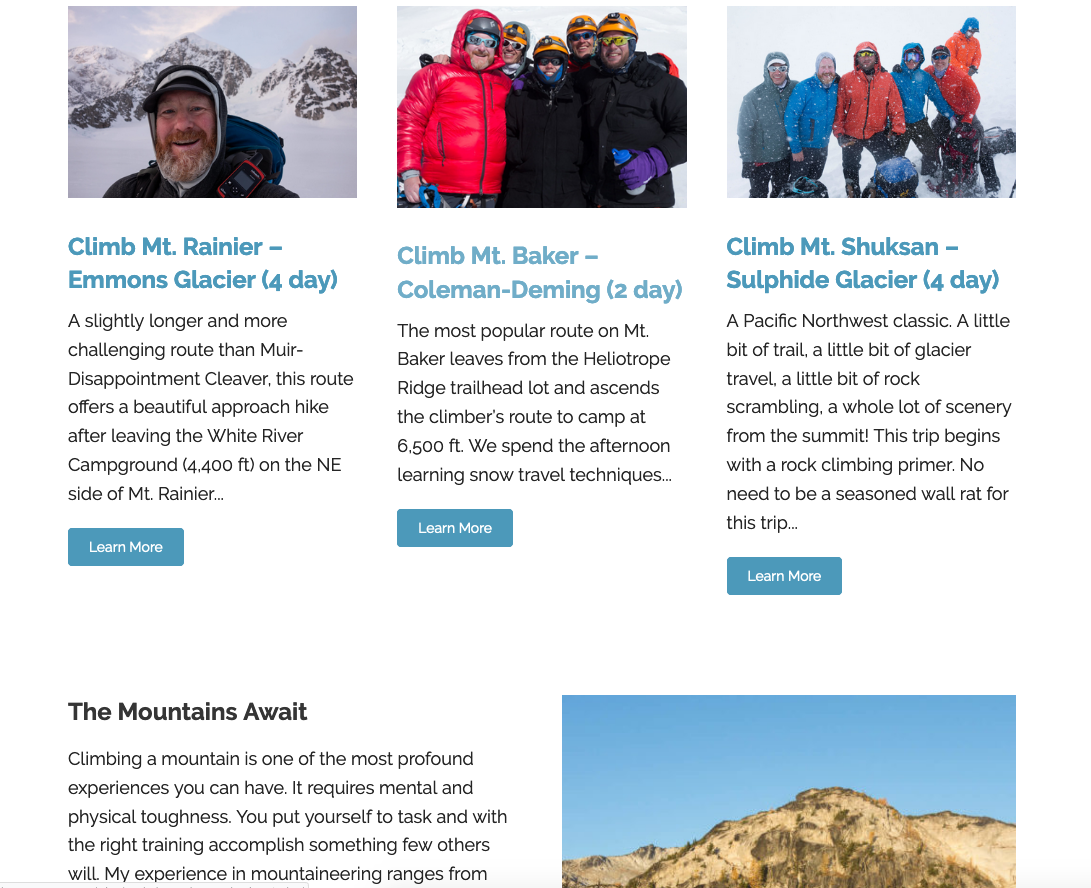 Climb Mt. Rainier –
Emmons Glacier (4 day)
A slightly longer and more
challenging route than Muir-
Disappointment Cleaver, this route
offers a beautiful approach hike
after leaving the White River
Campground (4,400 ft) on the NE
side of Mt. Rainier...
Learn More
Climb Mt. Baker –
Coleman-Deming (2 day)
The most popular route on Mt.
Baker leaves from the Heliotrope
Ridge trailhead lot and ascends
the climber's route to camp at
6,500 ft. We spend the afternoon
learning snow travel techniques...
Learn More
Climb Mt. Shuksan –
Sulphide Glacier (4 day)
A Pacific Northwest classic. A little
bit of trail, a little bit of glacier
travel, a little bit of rock
scrambling, a whole lot of scenery
from the summit! This trip begins
with a rock climbing primer. No
need to be a seasoned wall rat for
this trip...
Learn More
The Mountains Await
Climbing a mountain is one of the most profound
experiences you can have. It requires mental and
physical toughness. You put yourself to task and with
the right training accomplish something few others
will. My experience in mountaineering ranges from